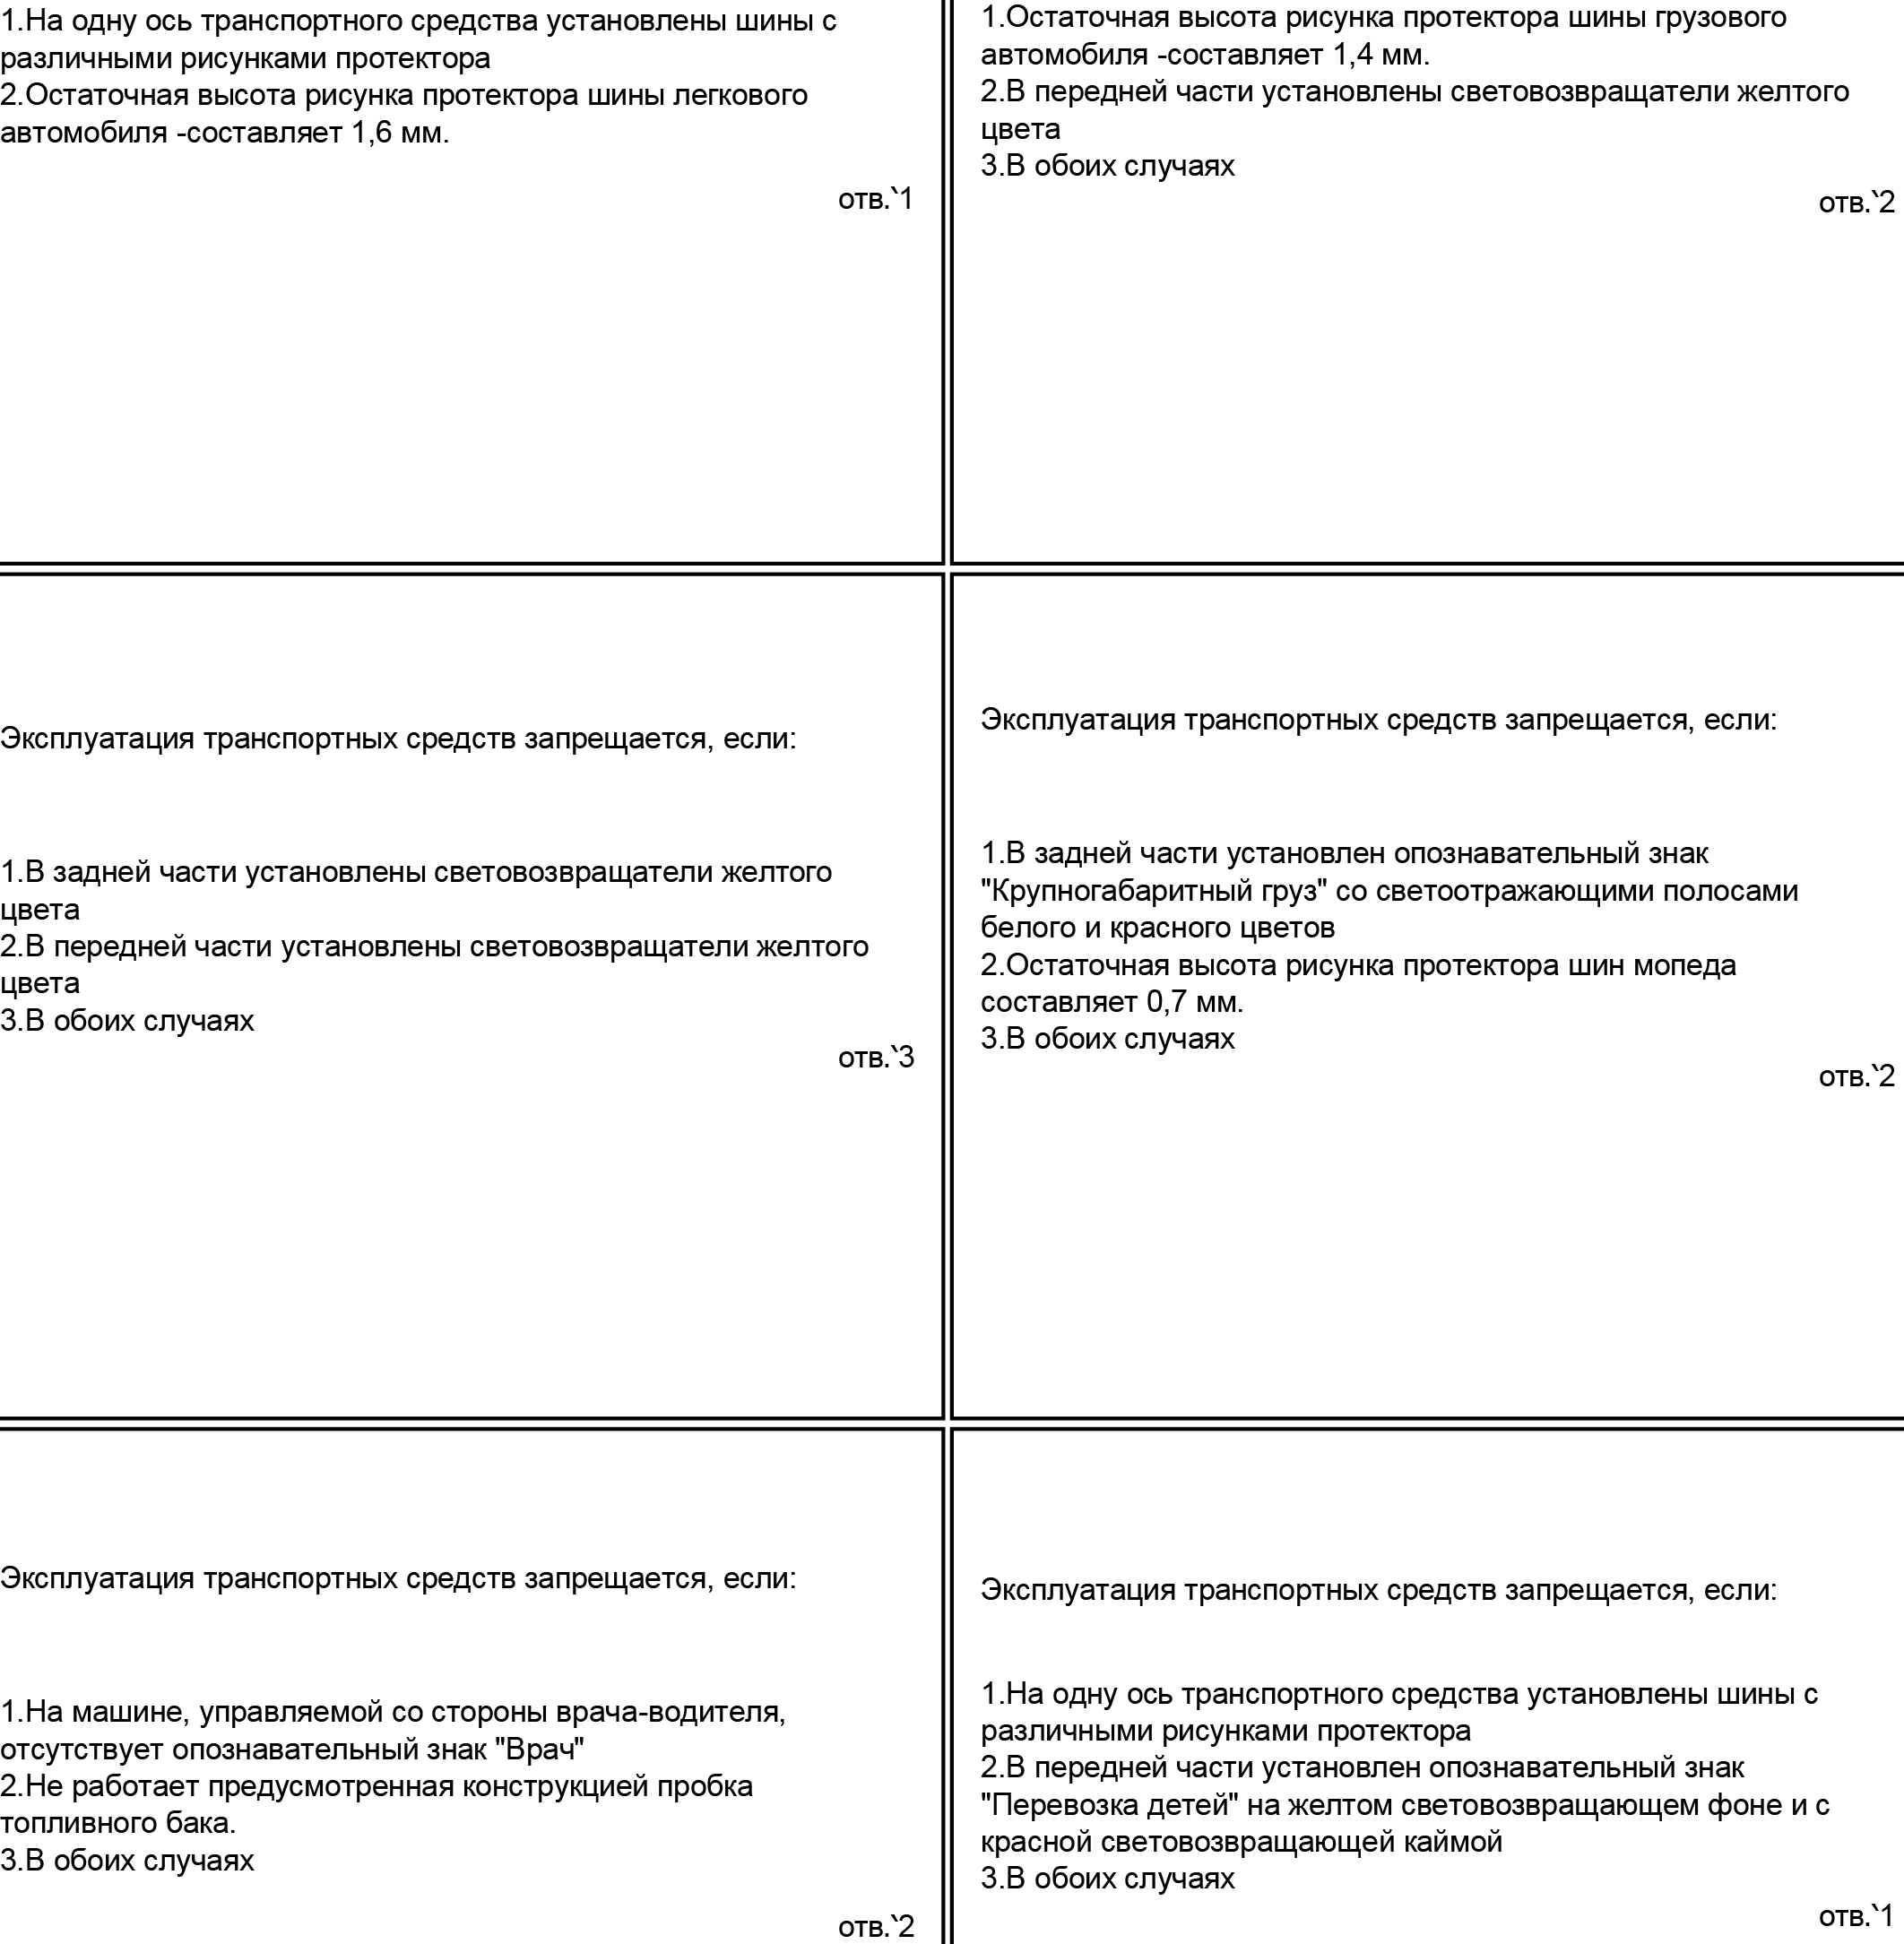 1.На одну ось транспортного средства установлены шины с
различными рисунками протектора
2.Остаточная высота рисунка протектора шины легкового
автомобиля -составляет 1,6 мм.
отв.`1
1.Остаточная высота рисунка протектора шины грузового
автомобиля -составляет 1,4 мм.
2.В передней части установлены световозвращатели желтого
цвета
3.В обоих случаях
отв.`2
Эксплуатация транспортных средств запрещается, если:
1.В задней части установлены световозвращатели желтого
цвета
2.В передней части установлены световозвращатели желтого
цвета
3.В обоих случаях
отв.`3
Эксплуатация транспортных средств запрещается, если:
1.В задней части установлен опознавательный знак
"Крупногабаритный груз" со светоотражающими полосами
белого и красного цветов
2.Остаточная высота рисунка протектора шин мопеда
составляет 0,7 мм.
3.В обоих случаях
отв.`2
Эксплуатация транспортных средств запрещается, если:
1.На машине, управляемой со стороны врача-водителя,
отсутствует опознавательный знак "Врач"
2.Не работает предусмотренная конструкцией пробка
топливного бака.
3.В обоих случаях
отв.`2
Эксплуатация транспортных средств запрещается, если:
1.На одну ось транспортного средства установлены шины с
различными рисунками протектора
2.В передней части установлен опознавательный знак
"Перевозка детей" на желтом световозвращающем фоне и с
красной световозвращающей каймой
3.В обоих случаях
отв.`1